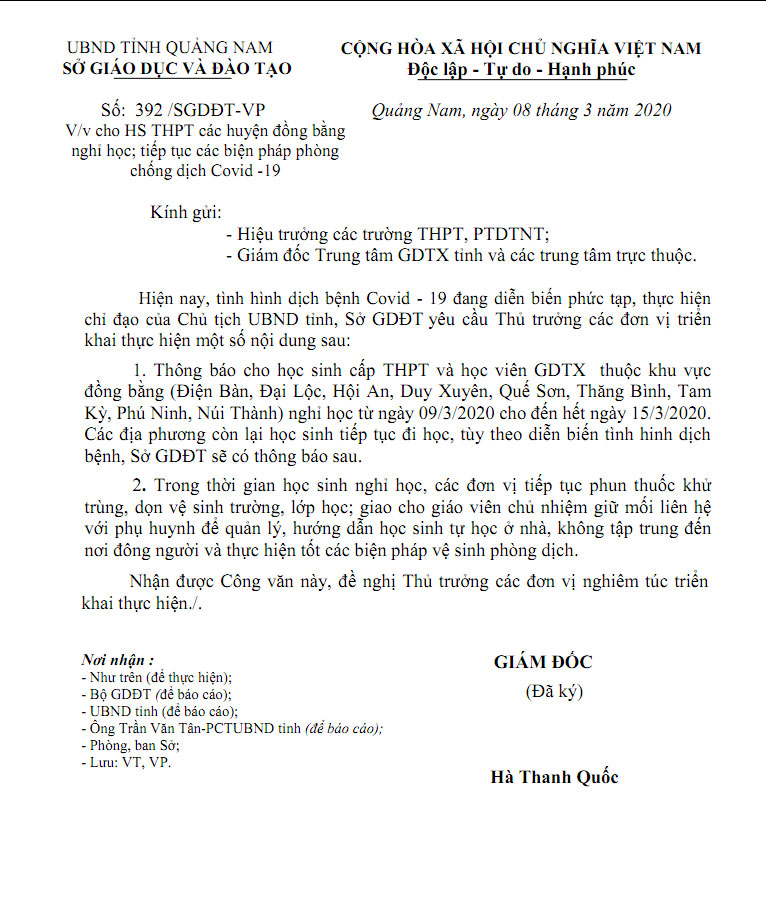 UBND TỈNH QUẢNG NAM
SỞ GIÁO DỤC VÀ ĐÀO TẠO
CỘNG HÒA XÃ HỘI CHỦ NGHĨA VIỆT NAM
Độc lập - Tự do - Hạnh phúc
Số: 392 /SGDĐT-VP
V/v cho HS THPT các huyện đồng bằng
nghỉ học; tiếp tục các biện pháp phòng
chống dịch Covid -19
Quảng Nam, ngày 08 tháng 3 năm 2020
Kính gửi:
- Hiệu trưởng các trường THPT, PTDTNT;
- Giám đốc Trung tâm GDTX tỉnh và các trung tâm trực thuộc.
Hiện nay, tình hình dịch bệnh Covid - 19 đang diễn biến phức tạp, thực hiện
chỉ đạo của Chủ tịch UBND tỉnh, Sở GDĐT yêu cầu Thủ trưởng các đơn vị triển
khai thực hiện một số nội dung sau:
1. Thông báo cho học sinh cấp THPT và học viên GDTX thuộc khu vực
đồng bằng (Điện Bàn, Đại Lộc, Hội An, Duy Xuyên, Quế Sơn, Thăng Bình, Tam
Kỳ, Phú Ninh, Núi Thành) nghỉ học từ ngày 09/3/2020 cho đến hết ngày 15/3/2020.
Các địa phương còn lại học sinh tiếp tục đi học, tùy theo diễn biến tình hinh dịch
bệnh, Sở GDĐT sẽ có thông báo sau.
2. Trong thời gian học sinh nghỉ học, các đơn vị tiếp tục phun thuốc khử
trùng, dọn vệ sinh trường, lớp học; giao cho giáo viên chủ nhiệm giữ mối liên hệ
với phụ huynh để quản lý, hướng dẫn học sinh tự học ở nhà, không tập trung đến
nơi đông người và thực hiện tốt các biện pháp vệ sinh phòng dịch.
Nhận được Công văn này, đề nghị Thủ trưởng các đơn vị nghiêm túc triển
khai thực hiện./.
Nơi nhận :
- Như trên (để thực hiện);
- Bộ GDĐT (để báo cáo);
- UBND tỉnh (để báo cáo);
- Ông Trần Văn Tân-PCTUBND tỉnh (để báo cáo);
- Phòng, ban Sở;
- Lưu: VT, VP.
GIÁM ĐỐC
(Đã ký)
Hà Thanh Quốc